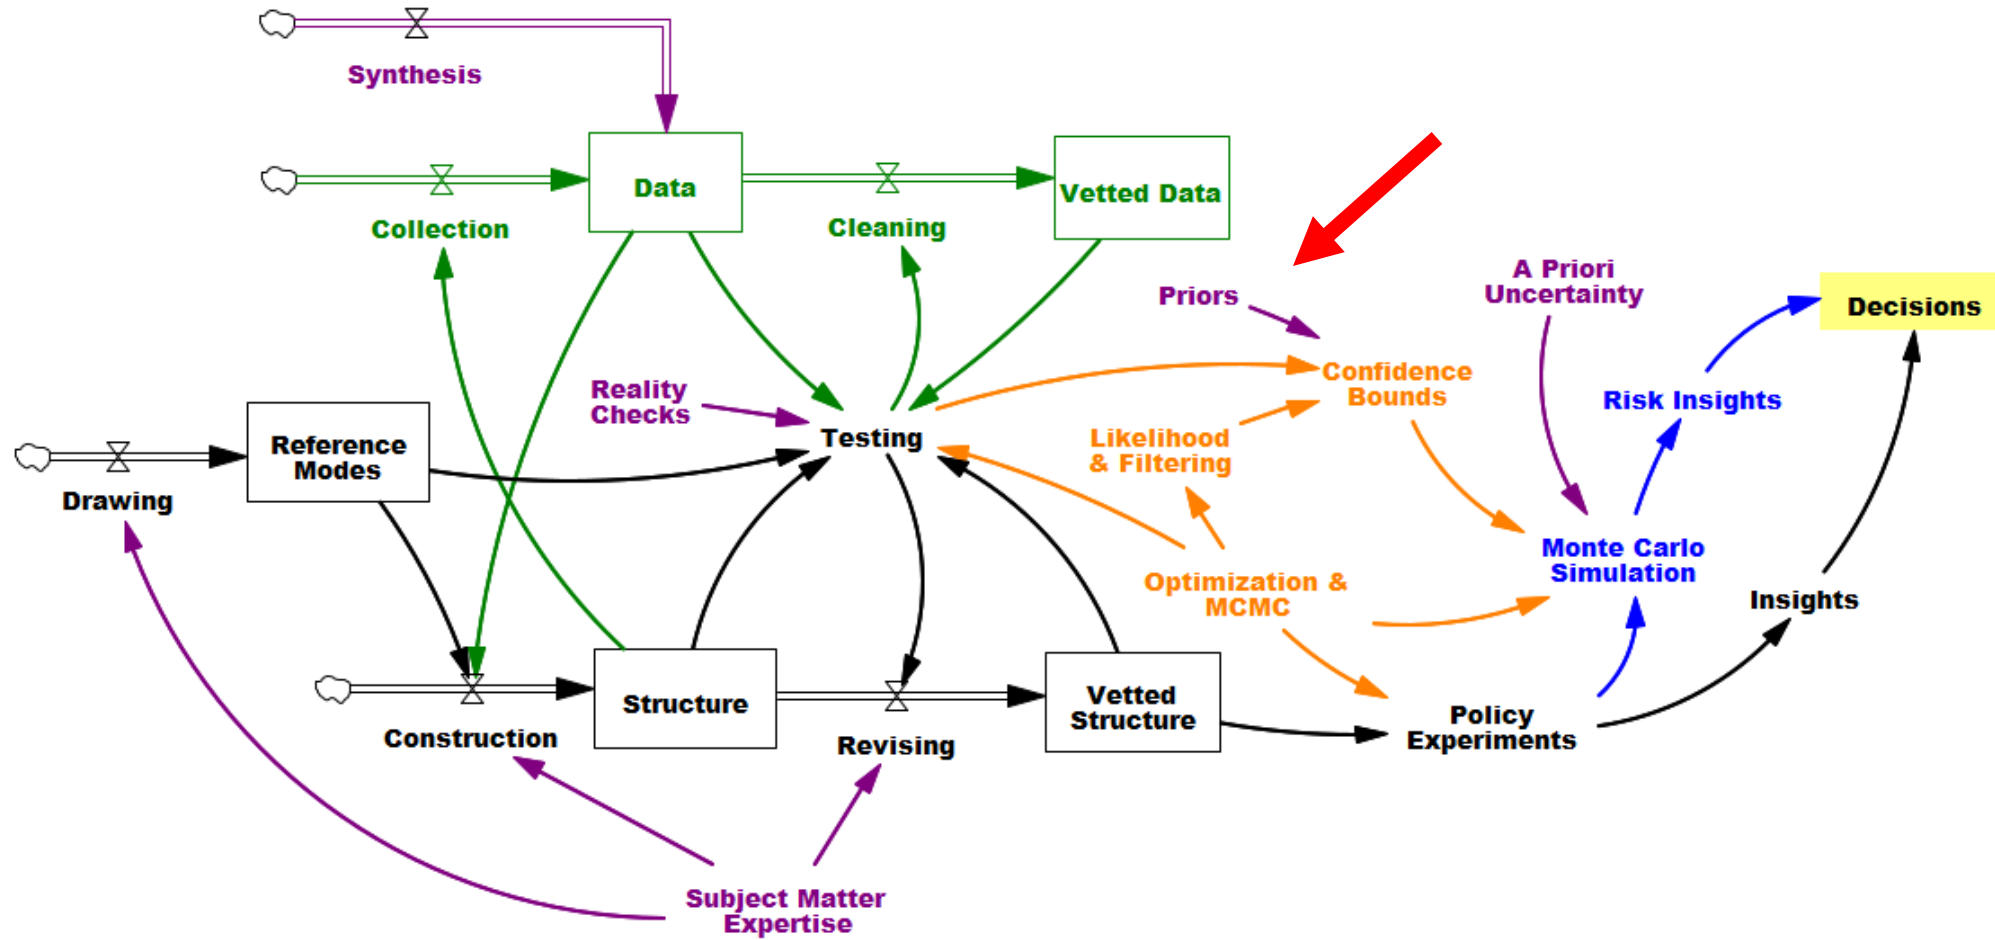 Synthesis
Data
Vetted Data
Collection
Cleaning
Priors
A Priori
Uncertainty
Decisions
Reality
Checks
Confidence
Bounds
Risk Insights
Reference
Modes
Testing
Likelihood
& Filtering
Drawing
Monte Carlo
Simulation
Optimization &
MCMC
Insights
Structure
Vetted
Structure
Policy
Experiments
Construction
Revising
Subject Matter
Expertise